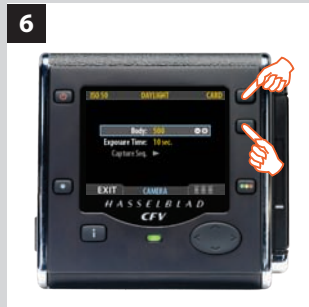 6
ISO 50 DAYLIGHT CARD
Body: 500
Exposure Time: 10 sec.
Capture Seq.
EXIT CAMERA
HASSELBLAD
CFV
i